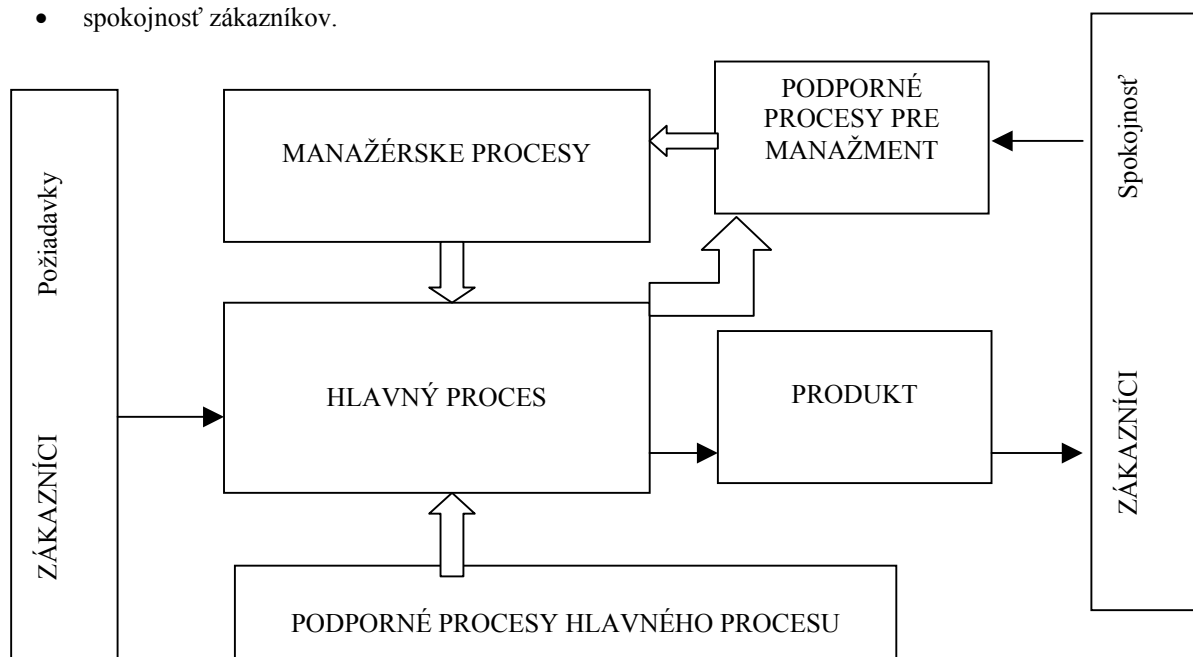 • spokojnosť zákazníkov.
Požiadavky
ZÁKAZNÍCI
MANAŽÉRSKE PROCESY
PODPORNÉ
PROCESY PRE
MANAŽMENT
Spokojnosť
ZÁKAZNÍCI
HLAVNÝ PROCES
PRODUKT
PODPORNÉ PROCESY HLAVNÉHO PROCESU